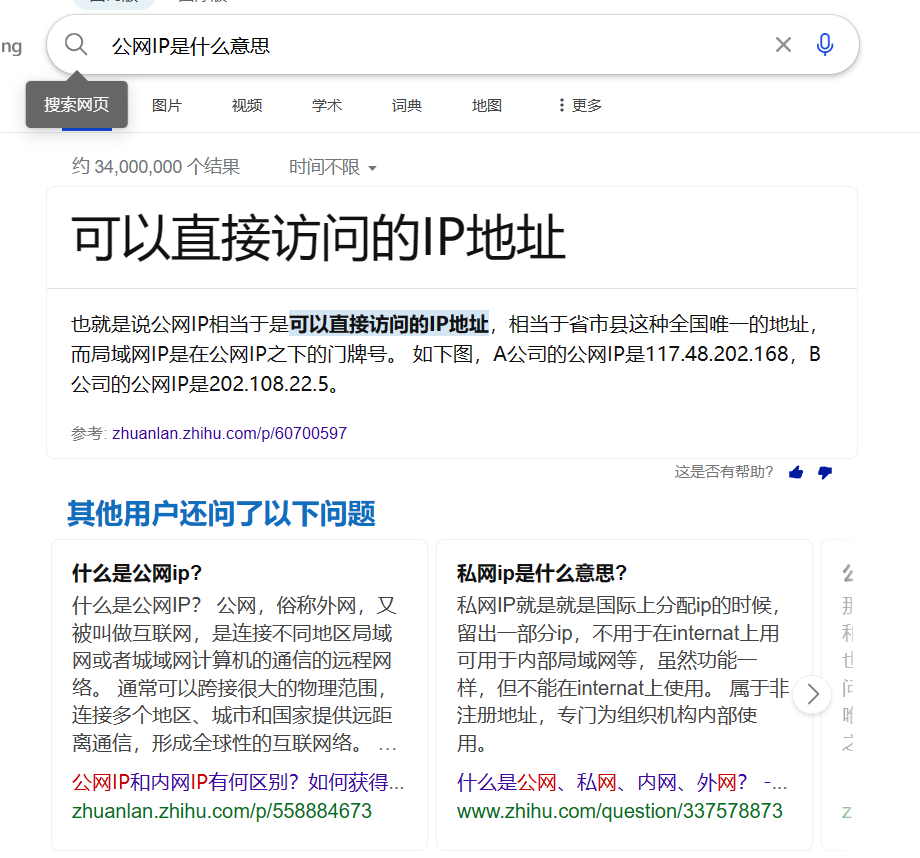 ng
公网IP是什么意思
搜索网页
图片
视频
学术
词典
地图
更多
约 34,000,000 个结果
时间不限
可以直接访问的IP地址
也就是说公网IP相当于是可以直接访问的IP地址，相当于省市县这种全国唯一的地址，
而局域网IP是在公网IP之下的门牌号。 如下图，A公司的公网IP是117.48.202.168，B
公司的公网IP是202.108.22.5。
参考: zhuanlan.zhihu.com/p/60700597
这是否有帮助?
其他用户还问了以下问题
什么是公网ip?
什么是公网IP？ 公网，俗称外网，又
被叫做互联网，是连接不同地区局域
网或者城域网计算机的通信的远程网
络。 通常可以跨接很大的物理范围，
连接多个地区、城市和国家提供远距
离通信，形成全球性的互联网络。 ...
公网IP和内网IP有何区别？如何获得...
zhuanlan.zhihu.com/p/558884673
私网ip是什么意思?
私网IP就是就是国际上分配ip的时候，
留出一部分ip，不用于在internat上用
可用于内部局域网等，虽然功能一
样，但不能在internat上使用。 属于非
注册地址，专门为组织机构内部使
用。
什么是公网、私网、内网、外网？ -...
www.zhihu.com/question/337578873